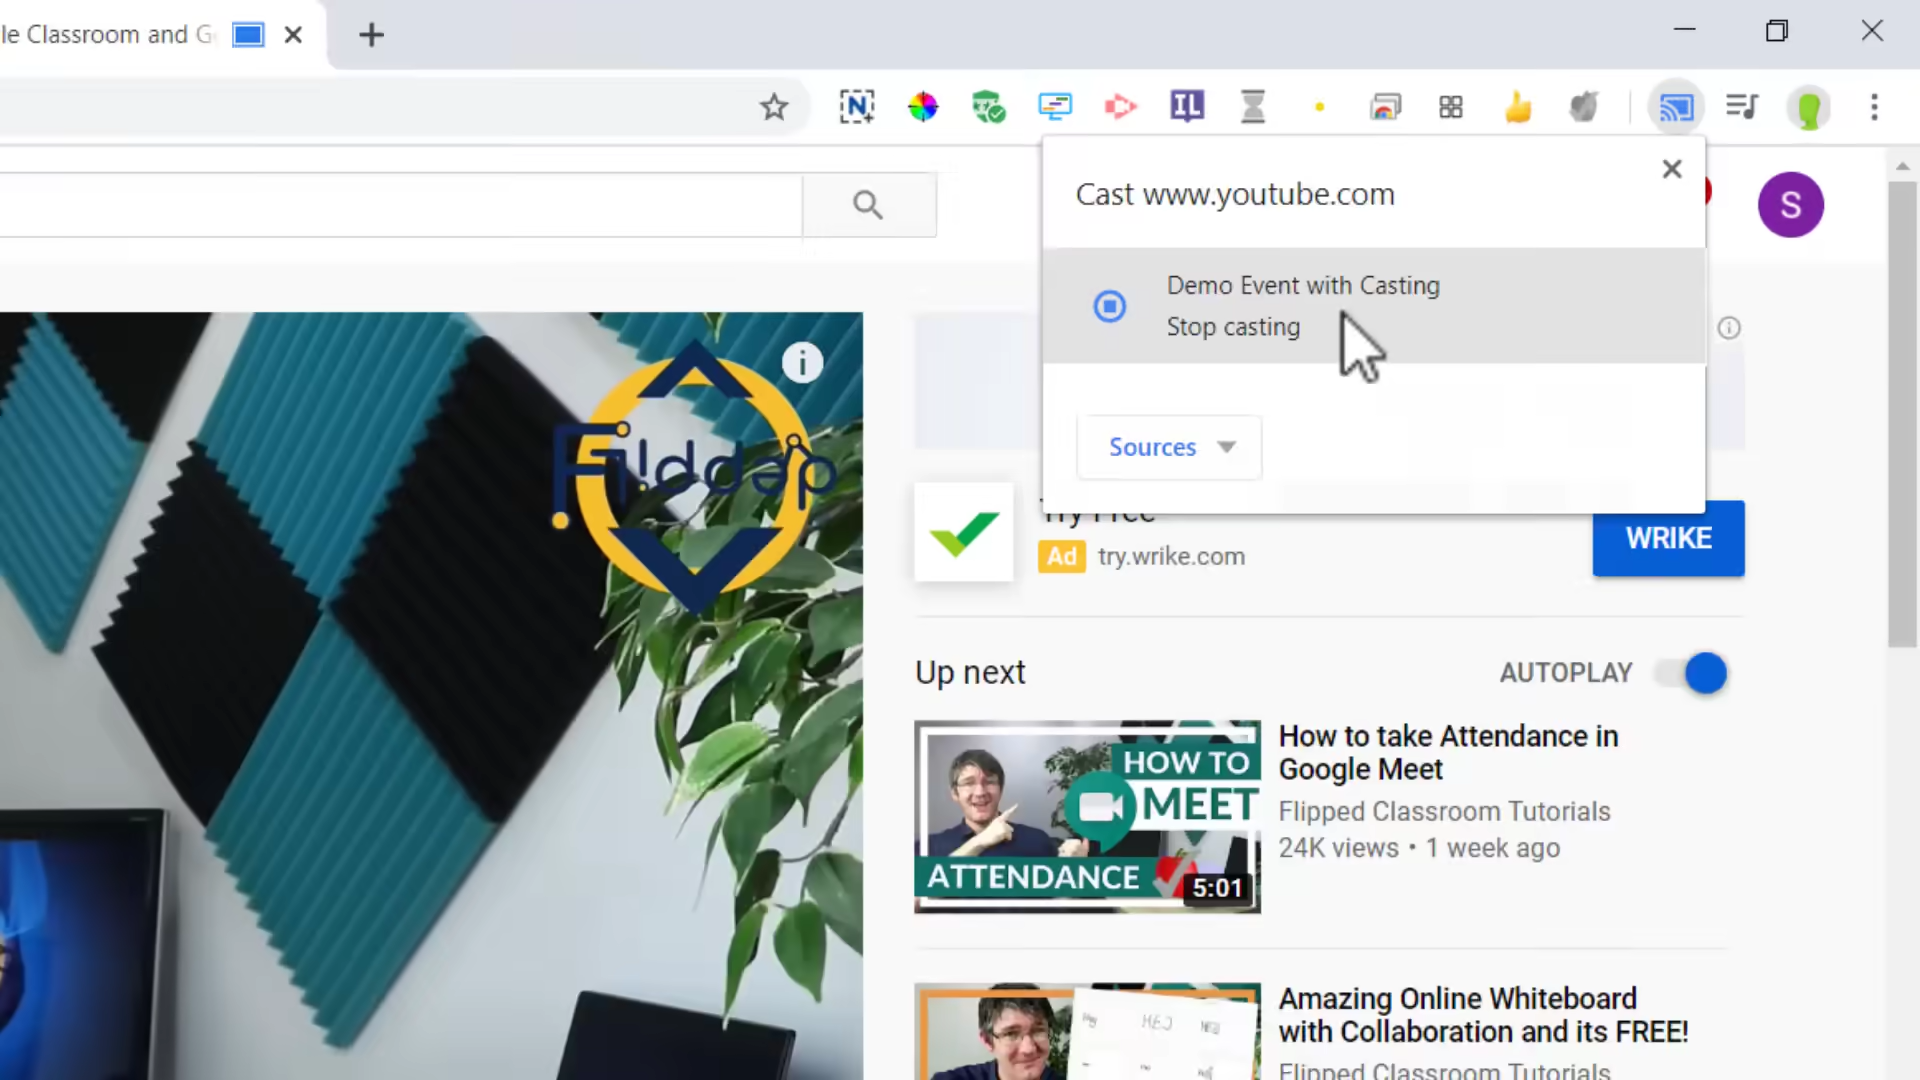 le Classroom and G
N
IL
Cast www.youtube.com
S
Demo Event with Casting
Stop casting
Sources
WRIKE
Ad try.wrike.com
Up next
AUTOPLAY
HOW TO
MEET
ATTENDANCE
5:01
How to take Attendance in
Google Meet
Flipped Classroom Tutorials
24K views • 1 week ago
Amazing Online Whiteboard
with Collaboration and its FREE!
Flipped Classroom Tutorials